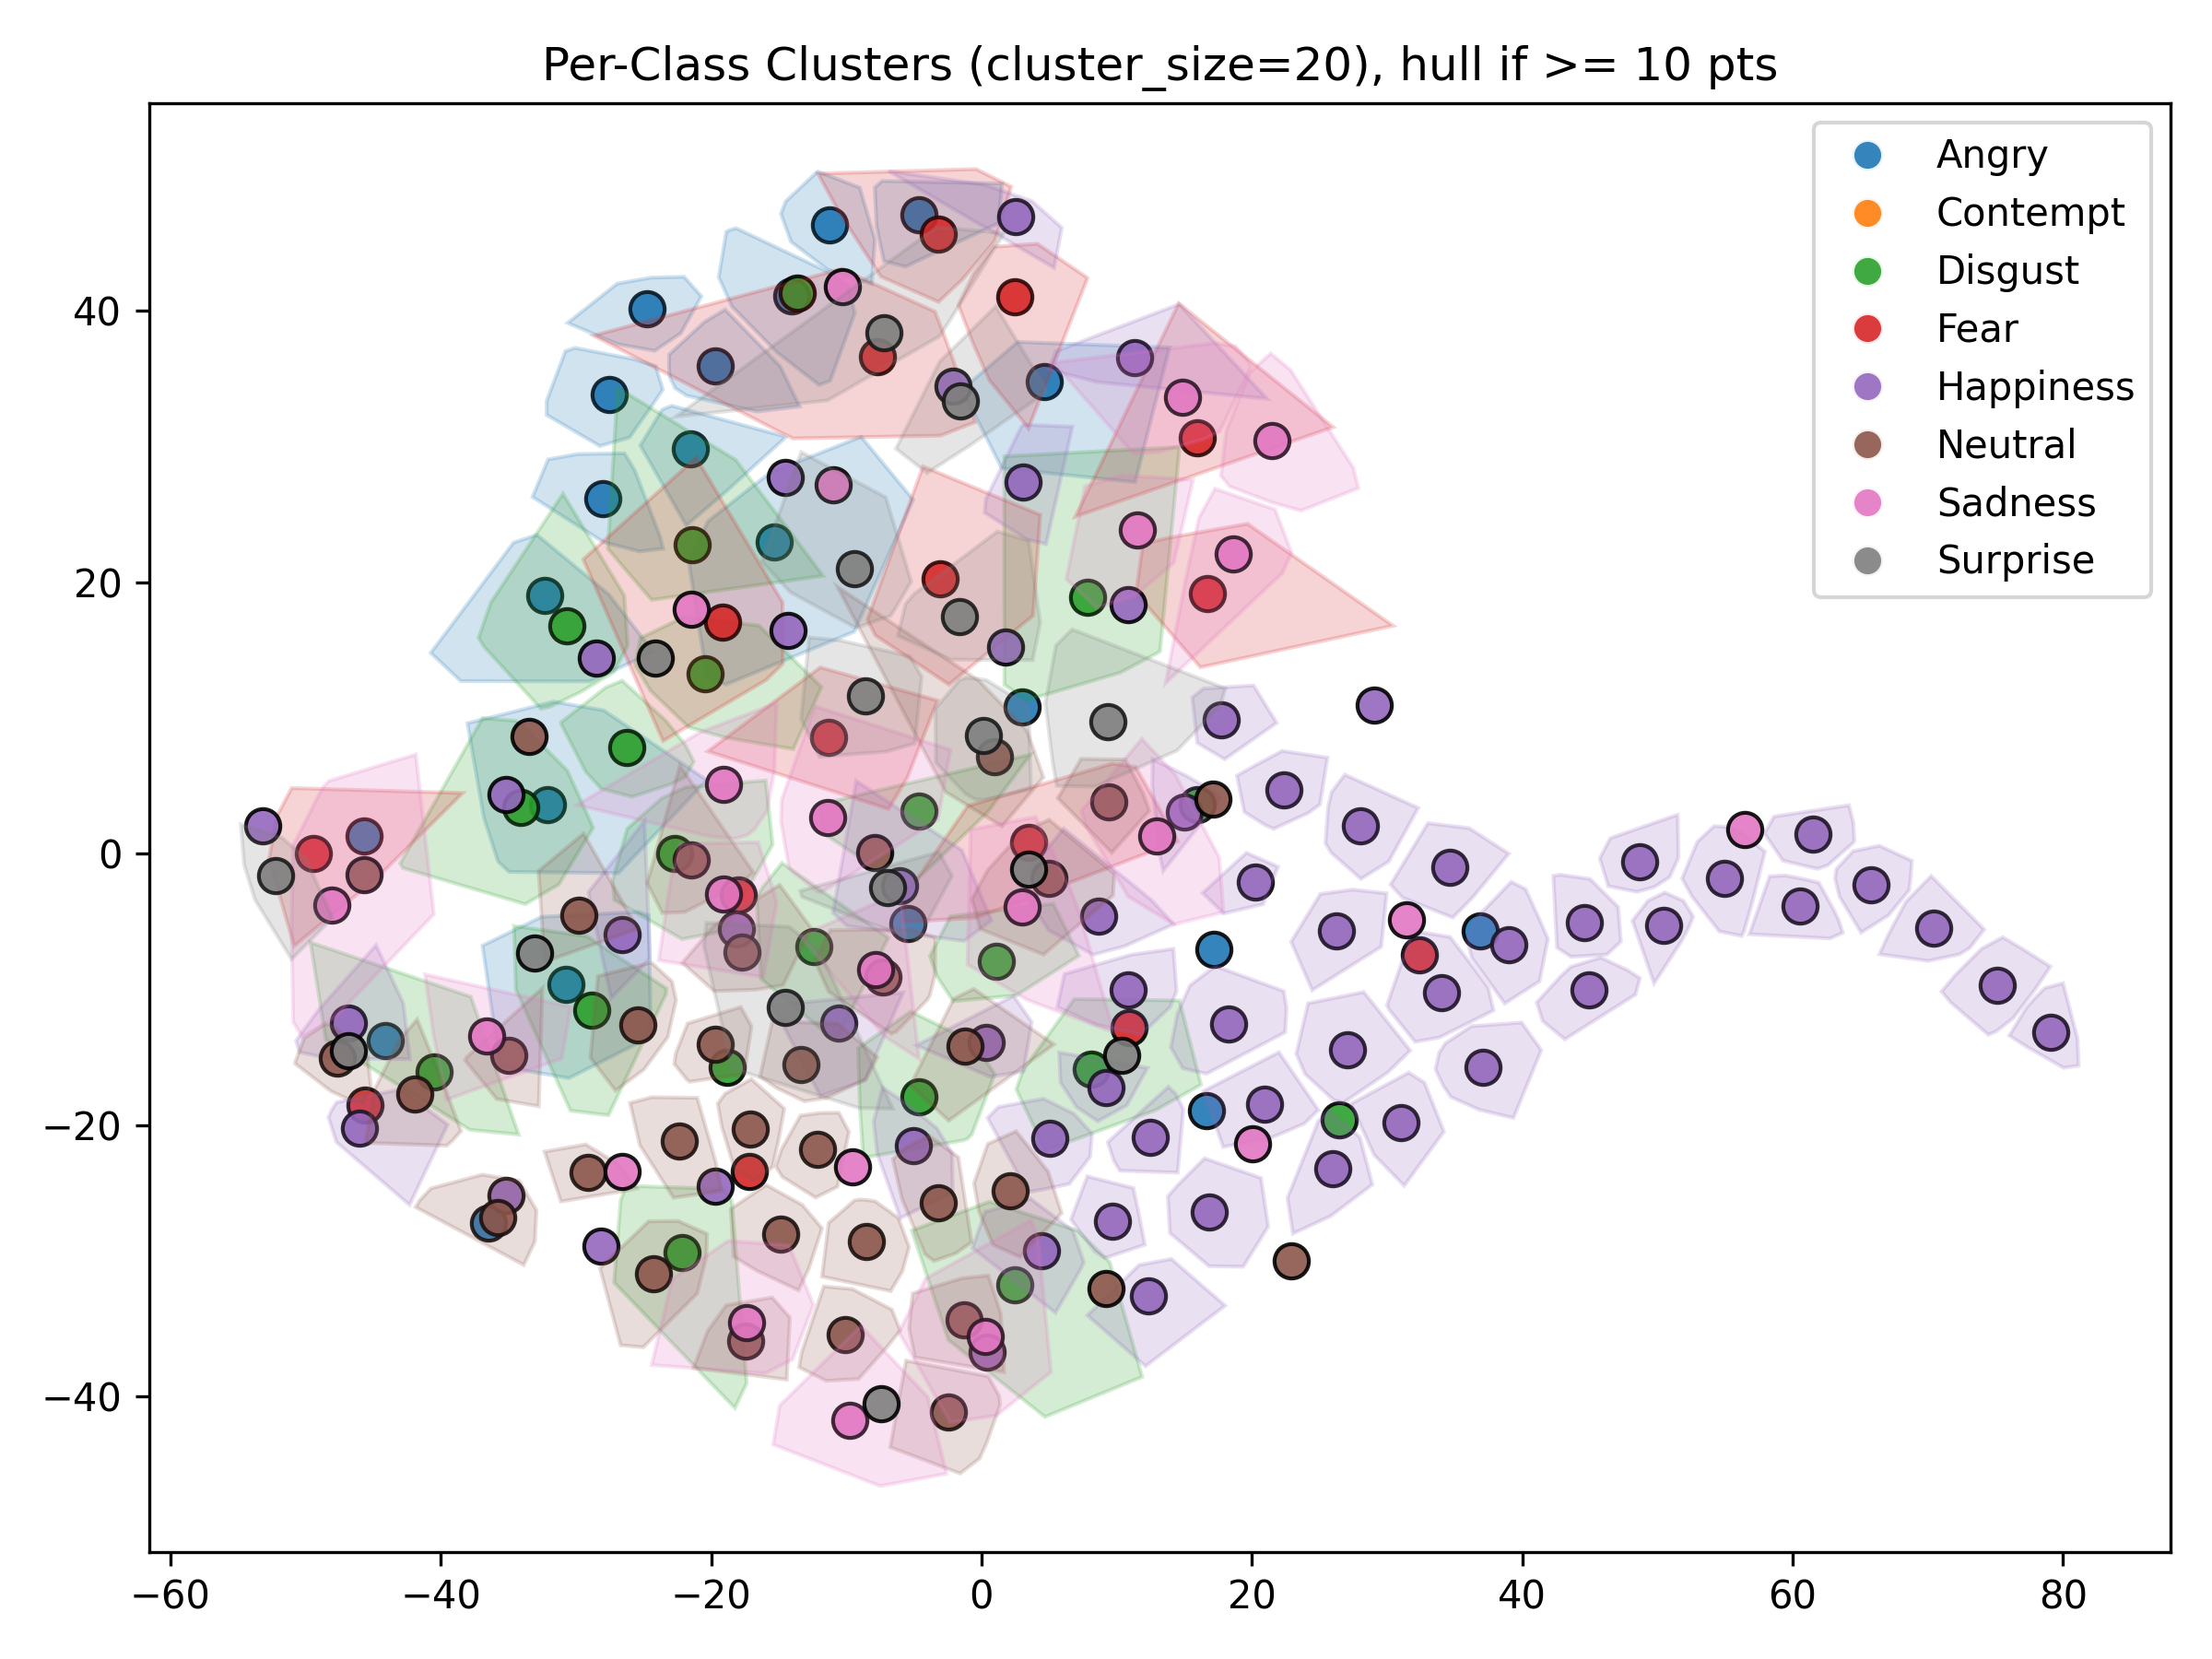 Per-Class Clusters (cluster_size=20), hull if >= 10 pts
Angry
Contempt
Disgust
Fear
Happiness
Neutral
Sadness
Surprise
40
20
0
−20
−40
−60 −40 −20 0 20 40 60 80